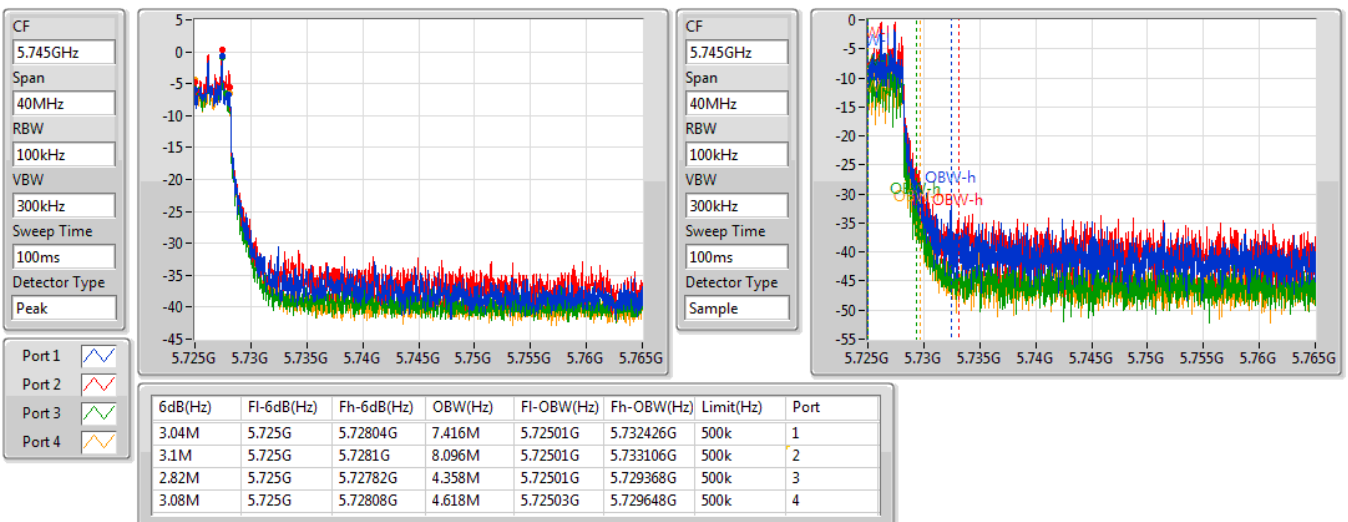 CF
5.745GHz
Span
40MHz
RBW
100kHz
VBW
300kHz
Sweep Time
100ms
Detector Type
Peak
5
0
-5
-10
-15
-20
-25
-30
-35
-40
-45
5.725G 5.73G 5.735G 5.74G 5.745G 5.75G 5.755G 5.76G 5.765G
CF
5.745GHz
Span
40MHz
RBW
100kHz
VBW
300kHz
Sweep Time
100ms
Detector Type
Sample
0
-5
-10
-15
-20
-25
-30
-35
-40
-45
-50
-55
OBW-h
OBW-h
5.725G 5.73G 5.735G 5.74G 5.745G 5.75G 5.755G 5.76G 5.765G
Port 1
Port 2
Port 3
Port 4
6dB(Hz) Fl-6dB(Hz) Fh-6dB(Hz) OBW(Hz) Fl-OBW(Hz) Fh-OBW(Hz) Limit(Hz) Port
3.04M 5.725G 5.72804G 7.416M 5.72501G 5.732426G 500k 1
3.1M 5.725G 5.7281G 8.096M 5.72501G 5.733106G 500k 2
2.82M 5.725G 5.72782G 4.358M 5.72501G 5.729368G 500k 3
3.08M 5.725G 5.72808G 4.618M 5.72503G 5.729648G 500k 4